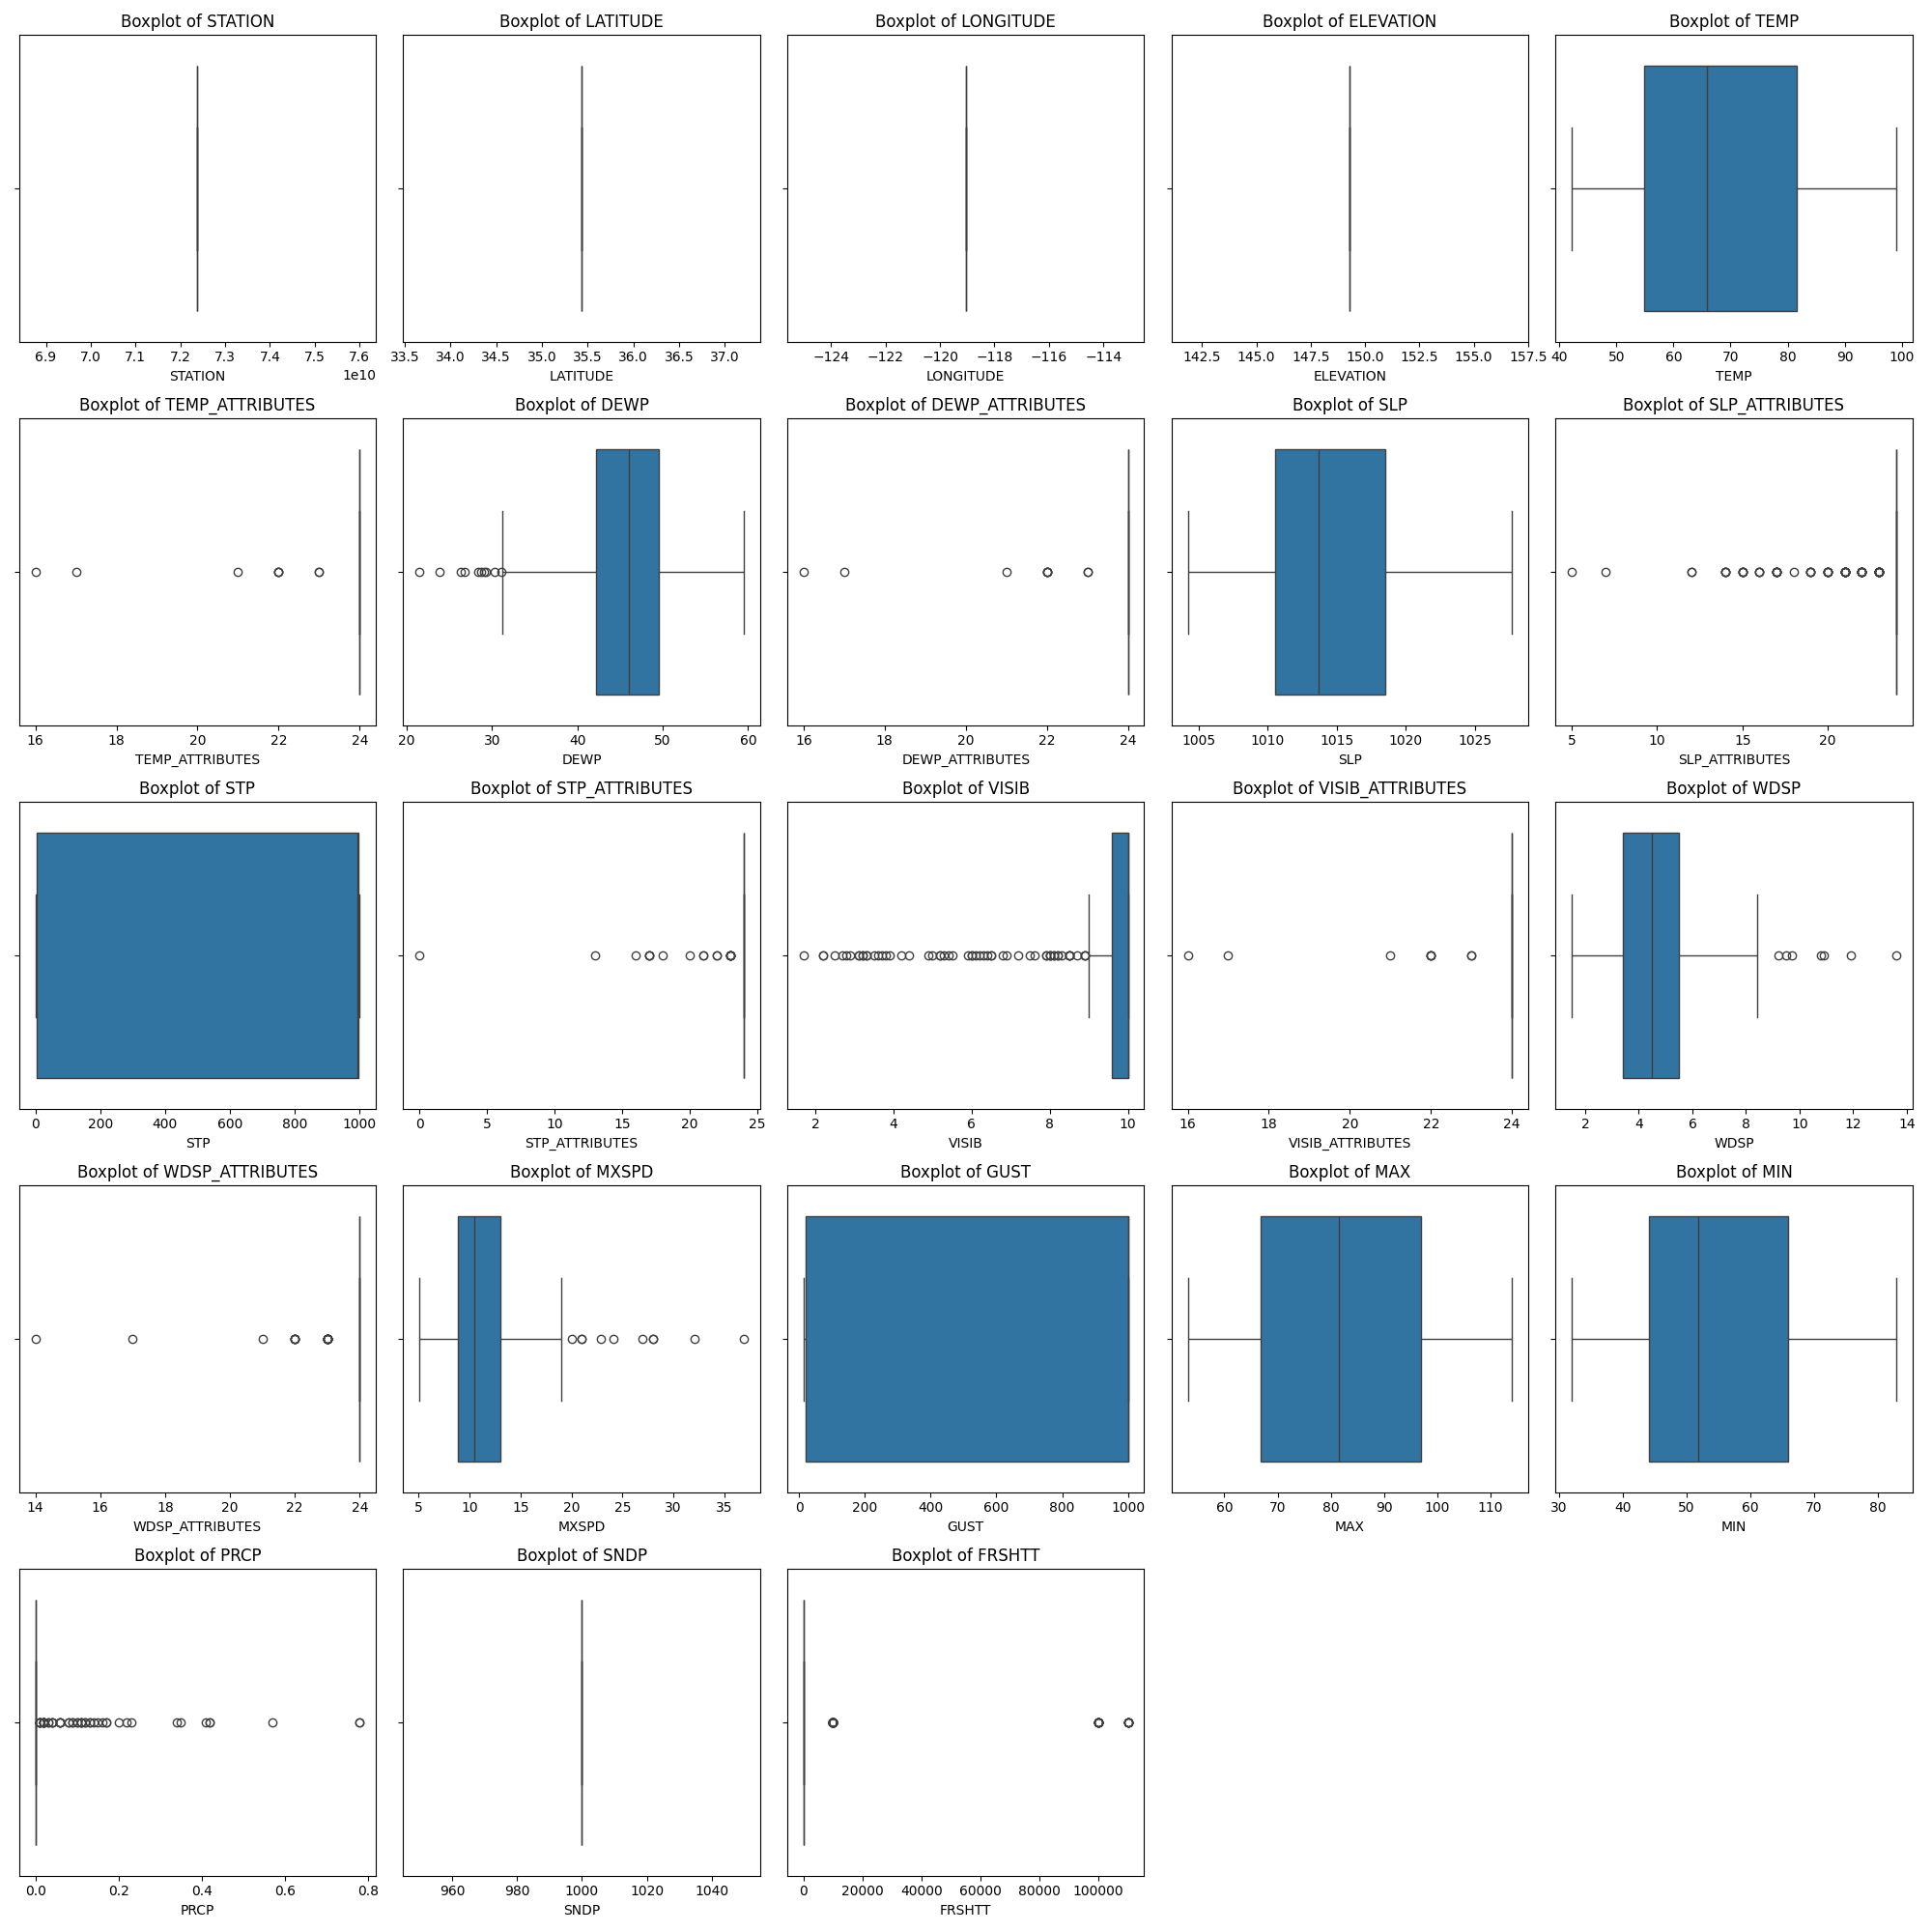 Boxplot of STATION
Boxplot of LATITUDE
Boxplot of LONGITUDE
Boxplot of ELEVATION
Boxplot of TEMP
6.9 7.0 7.1 7.2 7.3 7.4 7.5 7.6
33.5 34.0 34.5 35.0 35.5 36.0 36.5 37.0
−124 −122 −120 −118 −116 −114
142.5 145.0 147.5 150.0 152.5 155.0 157.5
40 50 60 70 80 90 100
STATION
1e10
LATITUDE
LONGITUDE
ELEVATION
TEMP
Boxplot of TEMP_ATTRIBUTES
Boxplot of DEWP
Boxplot of DEWP_ATTRIBUTES
Boxplot of SLP
Boxplot of SLP_ATTRIBUTES
16 18 20 22 24
20 30 40 50 60
16 18 20 22 24
1005 1010 1015 1020 1025
5 10 15 20
TEMP_ATTRIBUTES
DEWP
DEWP_ATTRIBUTES
SLP
SLP_ATTRIBUTES
Boxplot of STP
Boxplot of STP_ATTRIBUTES
Boxplot of VISIB
Boxplot of VISIB_ATTRIBUTES
Boxplot of WDSP
0 200 400 600 800 1000
0 5 10 15 20 25
2 4 6 8 10
16 18 20 22 24
2 4 6 8 10 12 14
STP
STP_ATTRIBUTES
VISIB
VISIB_ATTRIBUTES
WDSP
Boxplot of WDSP_ATTRIBUTES
Boxplot of MXSPD
Boxplot of GUST
Boxplot of MAX
Boxplot of MIN
14 16 18 20 22 24
5 10 15 20 25 30 35
0 200 400 600 800 1000
60 70 80 90 100 110
30 40 50 60 70 80
WDSP_ATTRIBUTES
MXSPD
GUST
MAX
MIN
Boxplot of PRCP
Boxplot of SNDP
Boxplot of FRSHTT
0.0 0.2 0.4 0.6 0.8
960 980 1000 1020 1040
0 20000 40000 60000 80000 100000
PRCP
SNDP
FRSHTT